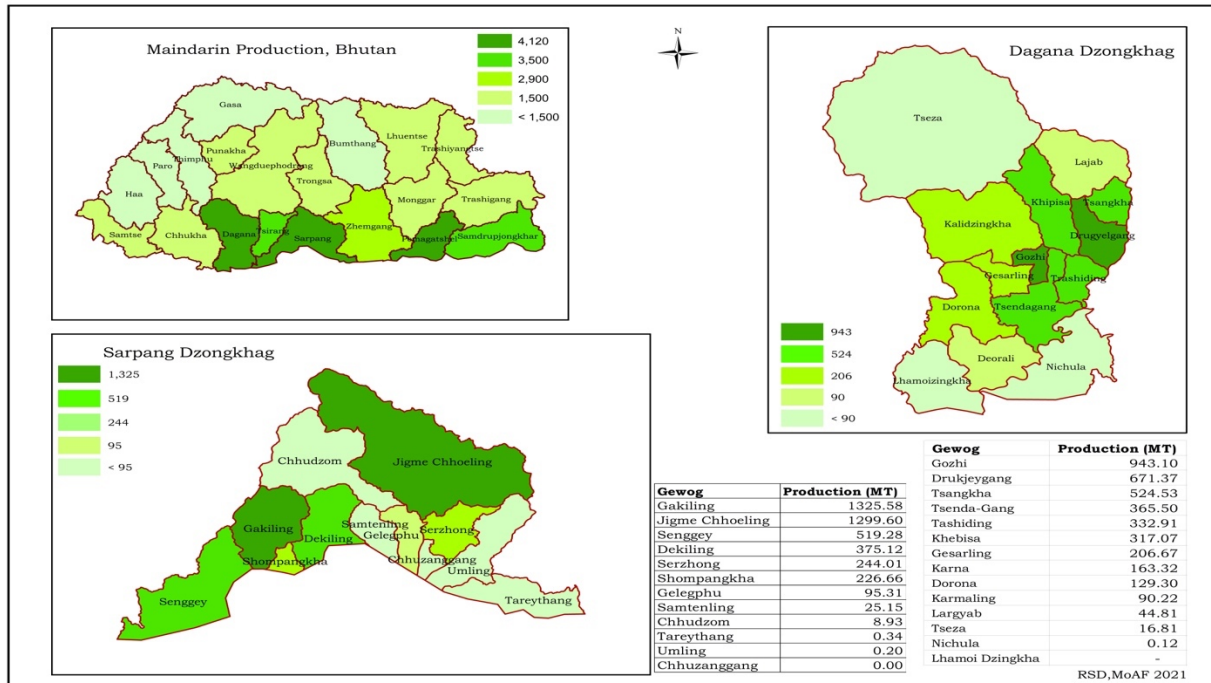 Maindarin Production, Bhutan
4,120
3,500
2,900
1,500
< 1,500
Gasa
Punakha
Thimphu
Paro
Haa
Wangduephodrang
Bumthang
Lhuentse
Trashiyangtse
Trongsa
Monggar
Trashigang
Samtse
Chhukha
Dagana
Tsirang
Sarpang
Zhemgang
Pemagatshel
Samdrupjongkhar
N
Dagana Dzongkhag
Tseza
Lajab
Khipisa
Tsangkha
Kalidzingkha
Drugyelgang
Gozhi
Gesarling
Trashiding
Dorona
Tsendagang
Deorali
Nichula
Lhamoizingkha
943
524
206
90
< 90
Sarpang Dzongkhag
1,325
519
244
95
< 95
Chhudzom
Jigme Chhoeling
Gakiling
Dekiling
Samtenling
Gelegphu
Serzhong
Shompangkha
Chhuzanggang
Umling
Senggey
Tareythang
Gewog Production (MT)
Gakiling 1325.58
Jigme Chhoeling 1299.60
Senggey 519.28
Dekiling 375.12
Serzhong 244.01
Shompangkha 226.66
Gelegphu 95.31
Samtenling 25.15
Chhudzom 8.93
Tareythang 0.34
Umling 0.20
Chhuzanggang 0.00
Gewog Production (MT)
Gozhi 943.10
Drukjeygang 671.37
Tsangkha 524.53
Tsenda-Gang 365.50
Tashiding 332.91
Khebisa 317.07
Gesarling 206.67
Karna 163.32
Dorona 129.30
Karmaling 90.22
Largyab 44.81
Tseza 16.81
Nichula 0.12
Lhamoi Dzingkha -
RSD,MoAF 2021